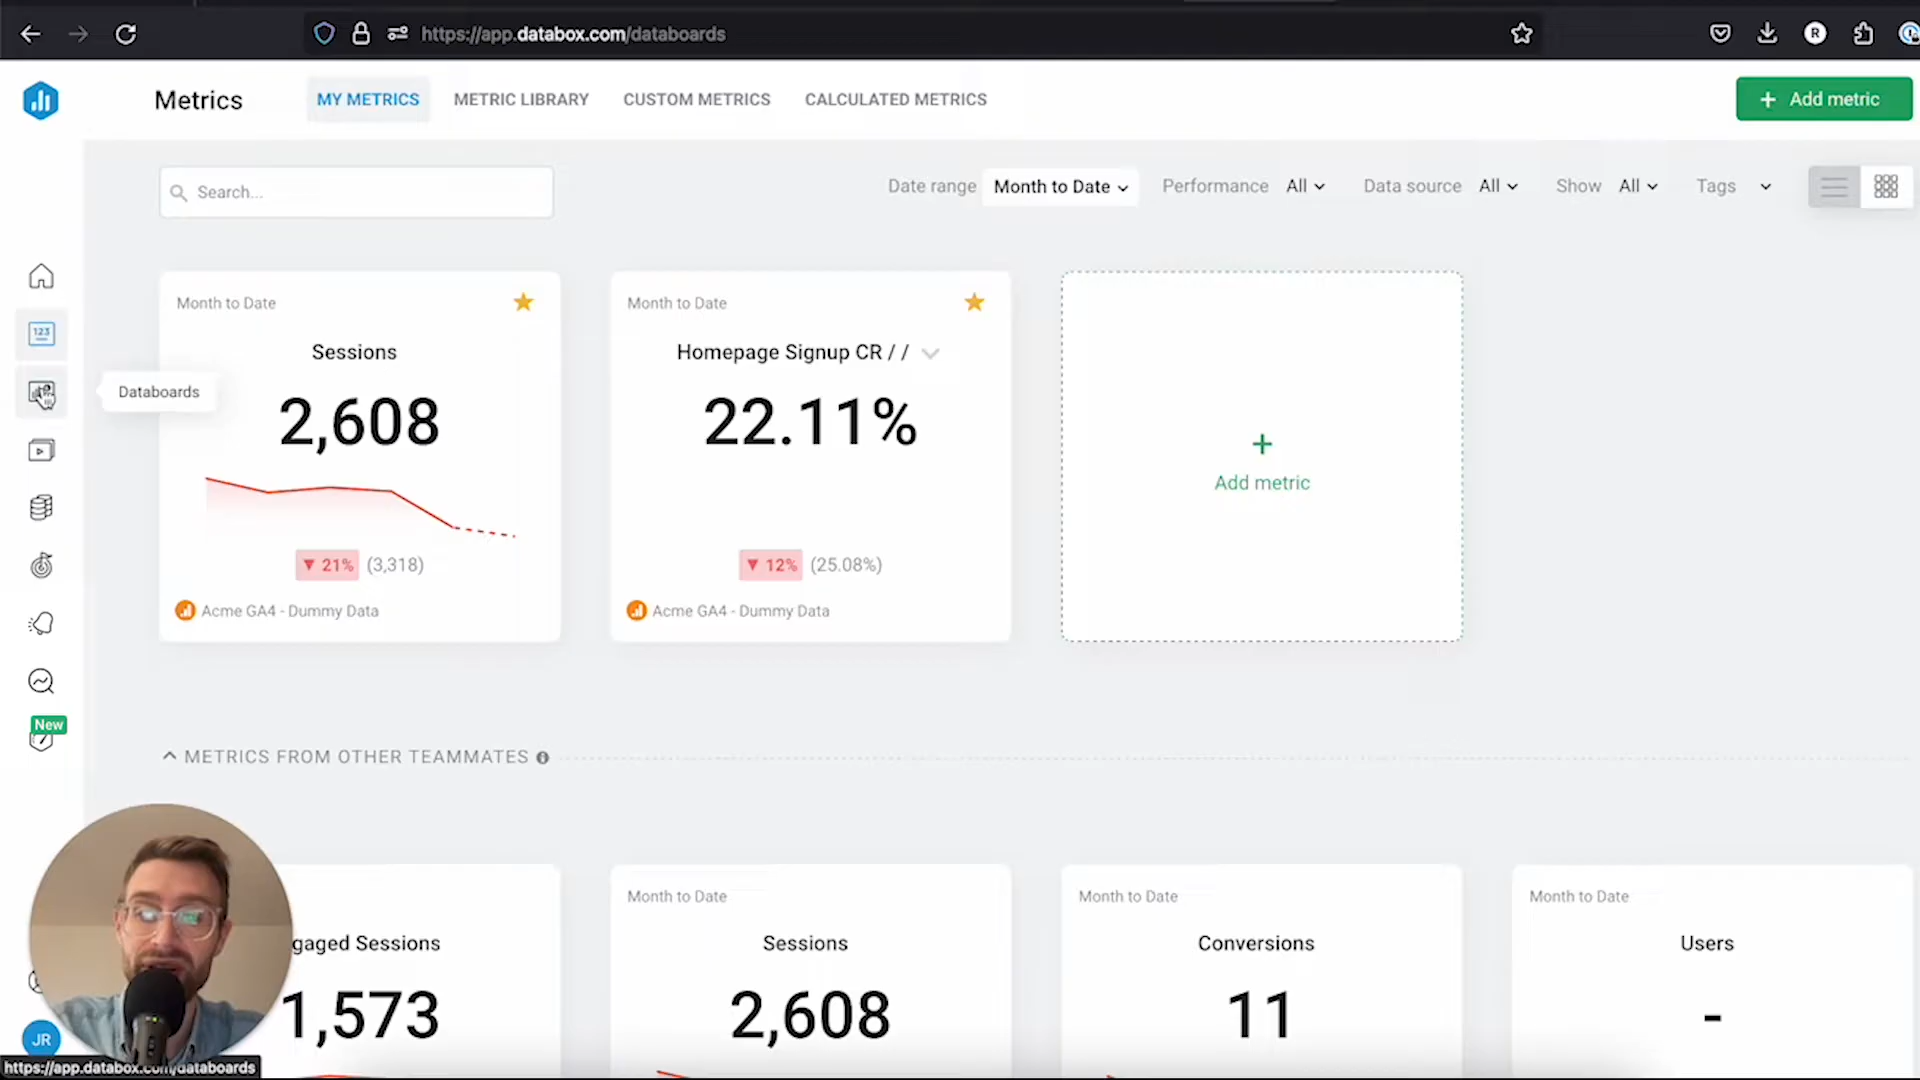 https://app.databox.com/databoards
R
Metrics
MY METRICS
METRIC LIBRARY
CUSTOM METRICS
CALCULATED METRICS
+ Add metric
Search...
Date range
Month to Date
Performance
All
Data source
All
Show
All
Tags
123
Databoards
New
Month to Date
Sessions
2,608
▼ 21% (3,318)
Acme GA4 - Dummy Data
Month to Date
Homepage Signup CR / /
22.11%
▼ 12% (25.08%)
Acme GA4 - Dummy Data
+
Add metric
METRICS FROM OTHER TEAMMATES
gaged Sessions
1,573
Month to Date
Sessions
2,608
Month to Date
Conversions
11
Month to Date
Users
-
JR
https://app.databox.com/databoards